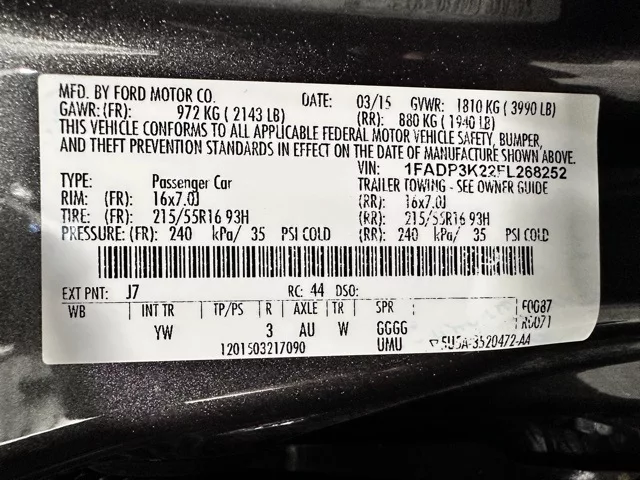 MFD. BY FORD MOTOR CO. DATE: 03/15 GVWR: 1810 KG ( 3990 LB)
GAWR: (FR): 972 KG ( 2143 LB) (RR): 880 KG ( 1940 LB)
THIS VEHICLE CONFORMS TO ALL APPLICABLE FEDERAL MOTOR VEHICLE SAFETY, BUMPER,
AND THEFT PREVENTION STANDARDS IN EFFECT ON THE DATE OF MANUFACTURE SHOWN ABOVE.
VIN: 1FADP3K22FL268252
TYPE: Passenger Car TRAILER TOWING - SEE OWNER GUIDE
RIM: (FR): 16x7.0J (RR): 16x7.0J
TIRE: (FR): 215/55R16 93H (RR): 215/55R16 93H
PRESSURE: (FR): 240 kPa/ 35 PSI COLD (RR): 240 kPa/ 35 PSI COLD
EXT PNT: J7 RC: 44 DSO:
WB INT TR TP/PS R AXLE TR SPR F0087
YW 3 AU W GGGG R0071
1201503217090 UMU 5U5A-3520472-AA